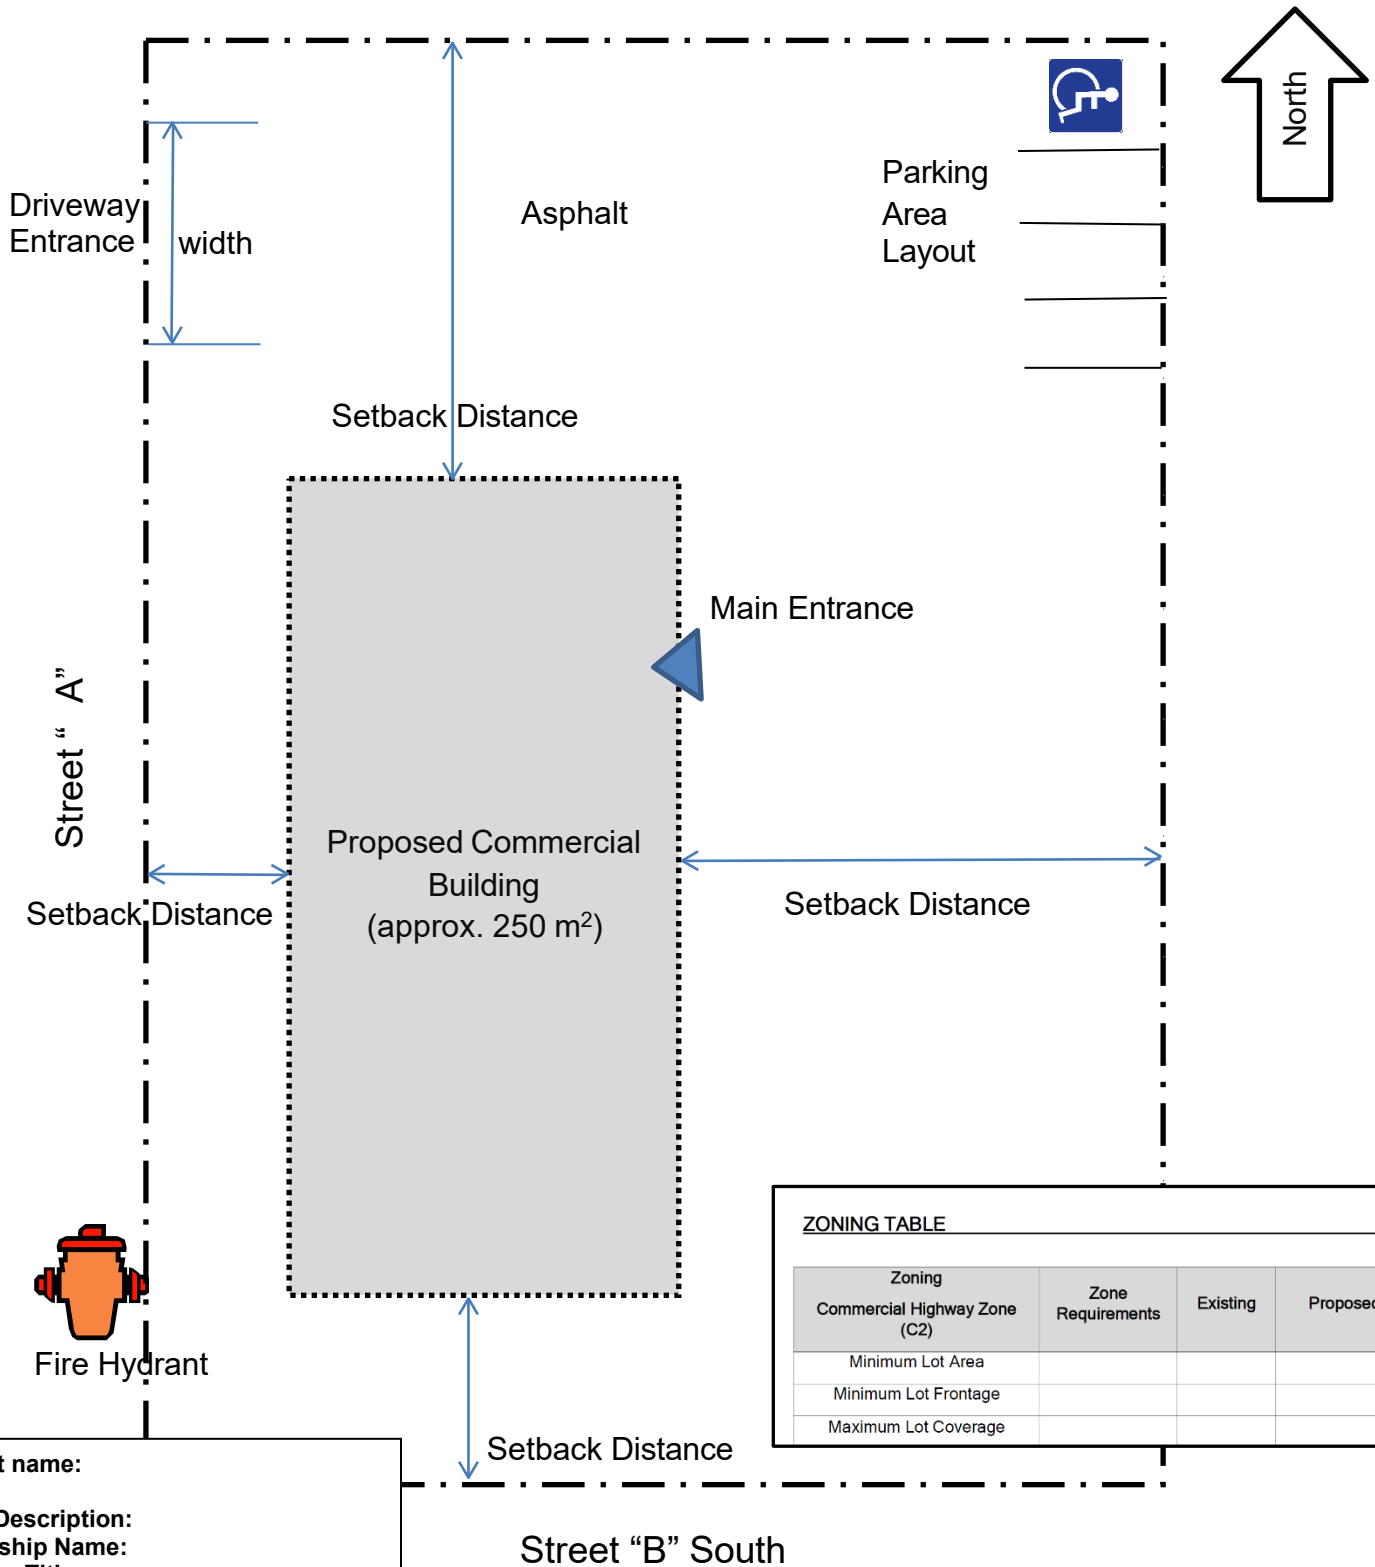 North
Driveway
Entrance
width
Asphalt
Parking
Area
Layout
Setback Distance
Main Entrance
Street “ A”
Proposed Commercial
Building
(approx. 250 m²)
Setback Distance
Setback Distance
Fire Hydrant
ZONING TABLE
Zoning
Commercial Highway Zone
(C2)
Zone
Requirements
Existing
Proposed
Minimum Lot Area
Minimum Lot Frontage
Maximum Lot Coverage
Setback Distance
t name:
Description:
ship Name:
Street “B” South